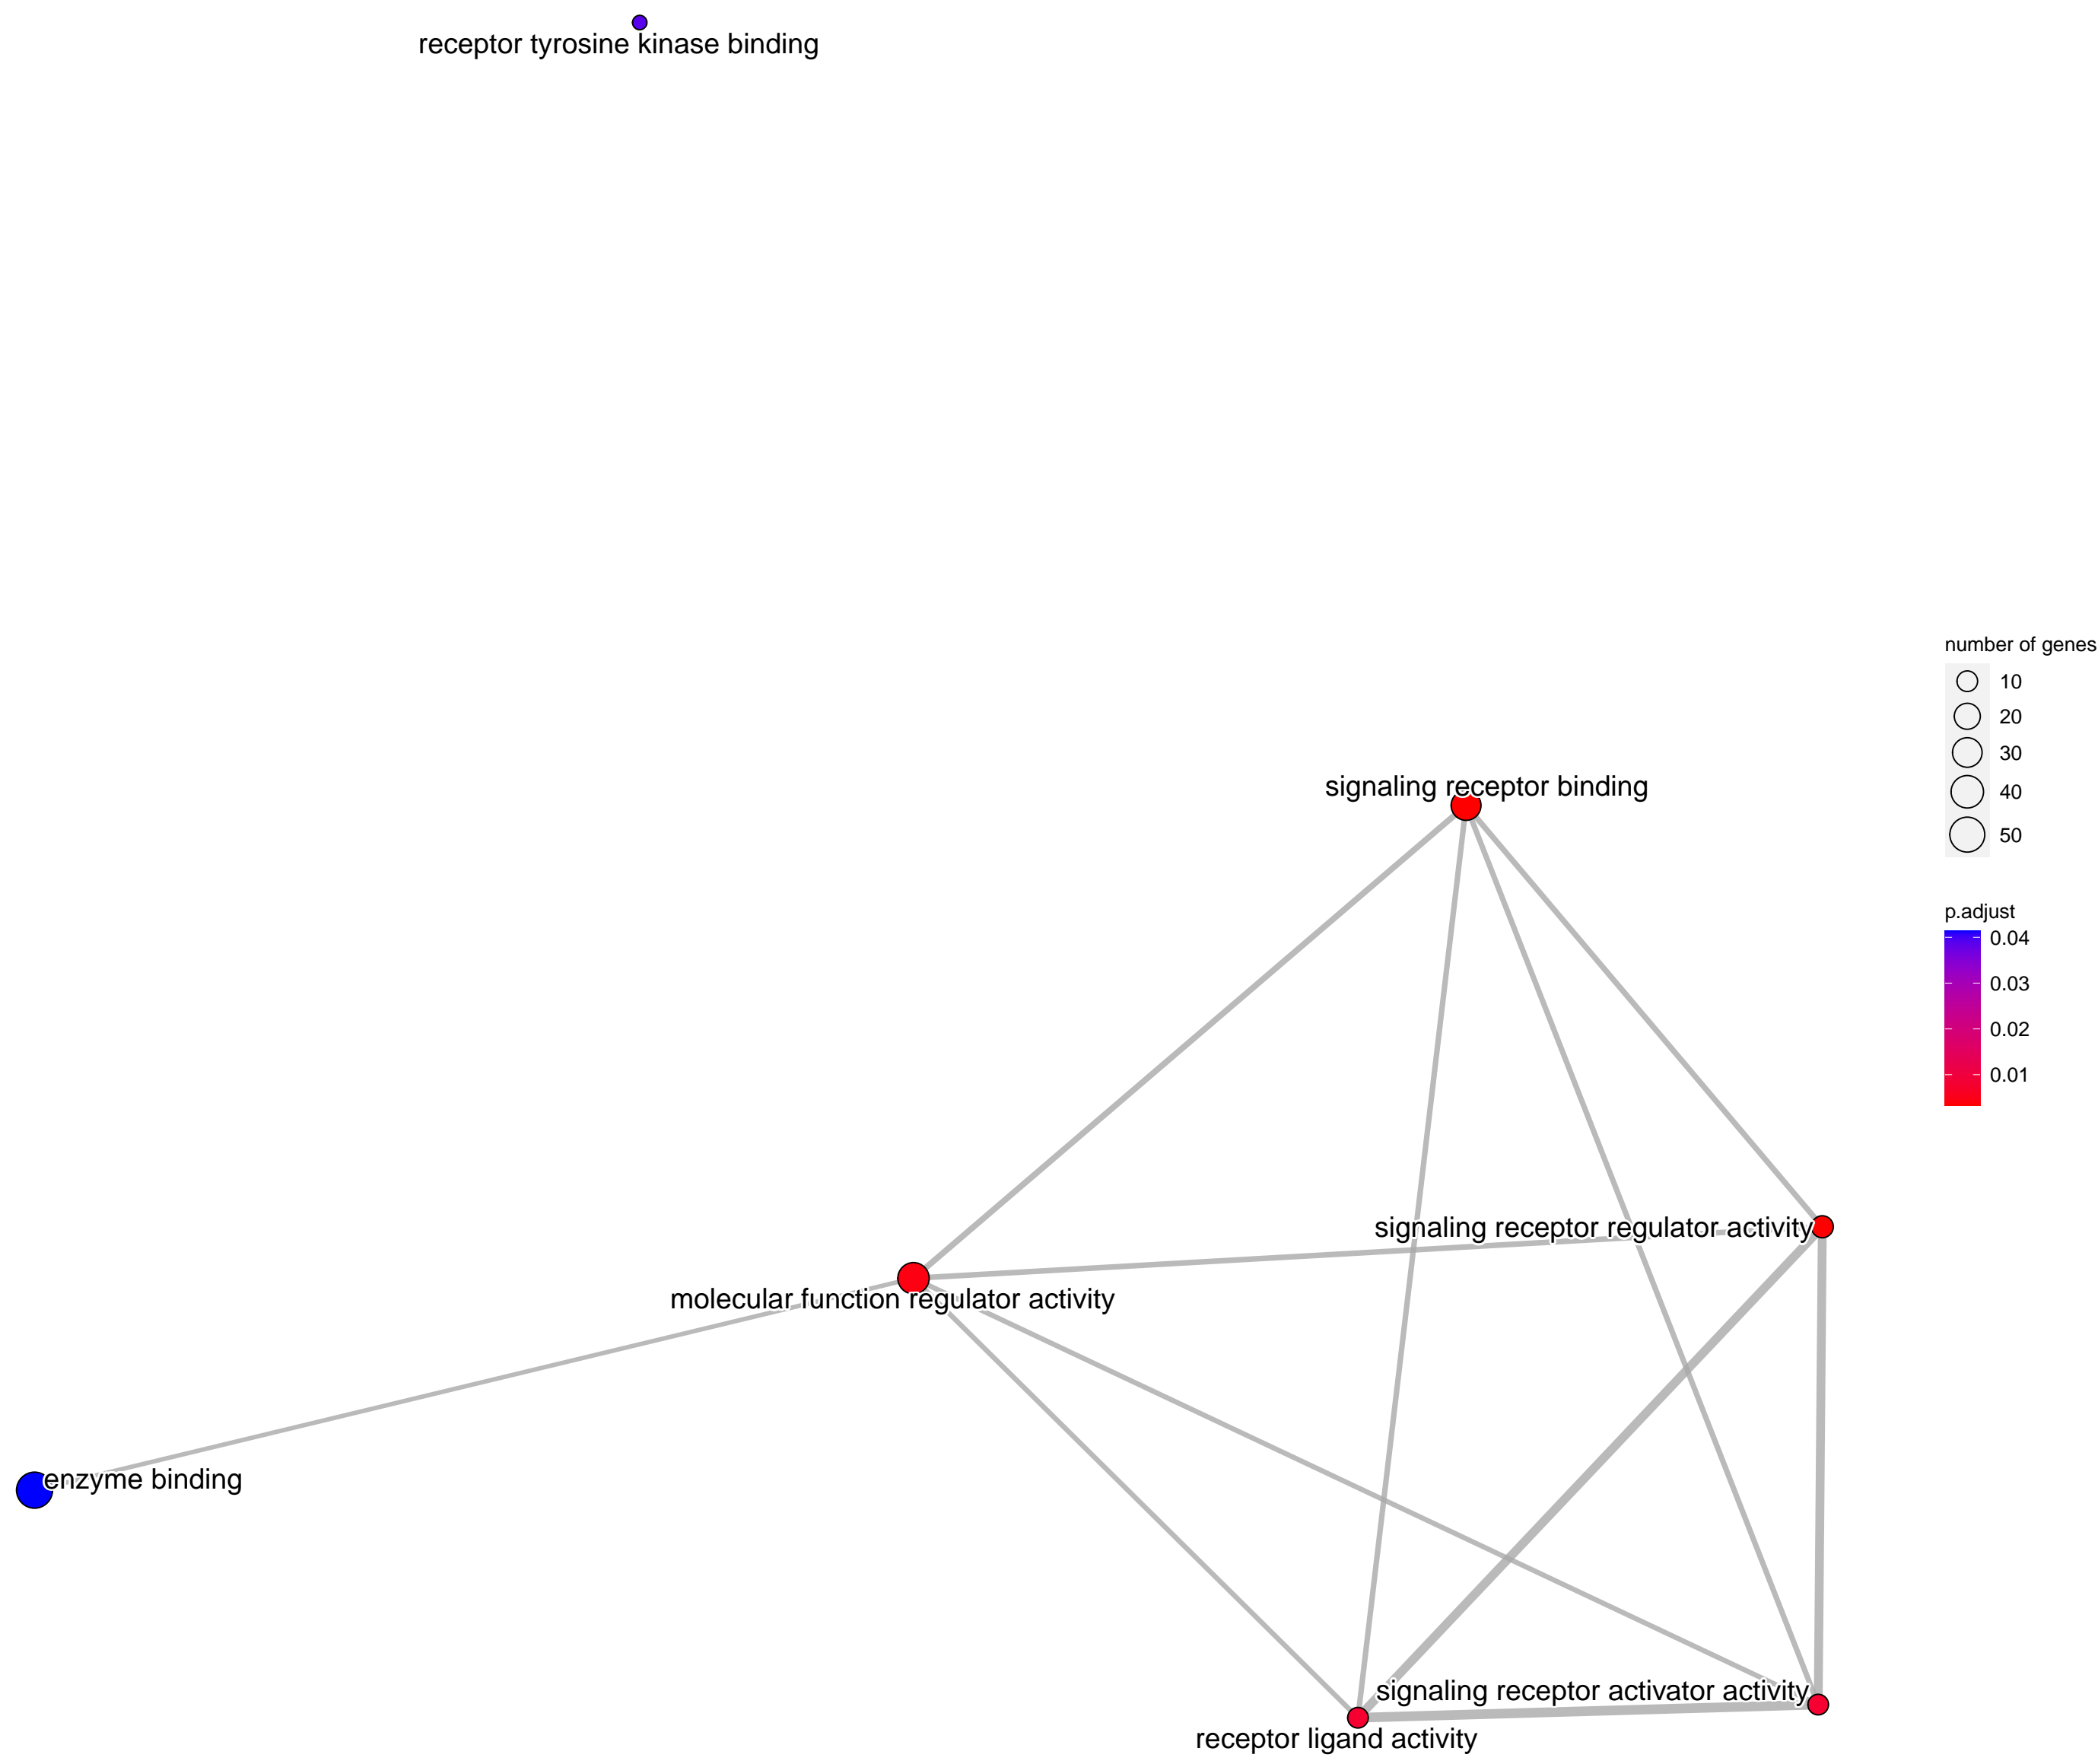 receptor tyrosine kinase binding
number of genes
10
20
30
40
50
signaling receptor binding
p.adjust
0.04
0.03
0.02
0.01
signaling receptor regulator activity
molecular function regulator activity
enzyme binding
signaling receptor activator activity
receptor ligand activity